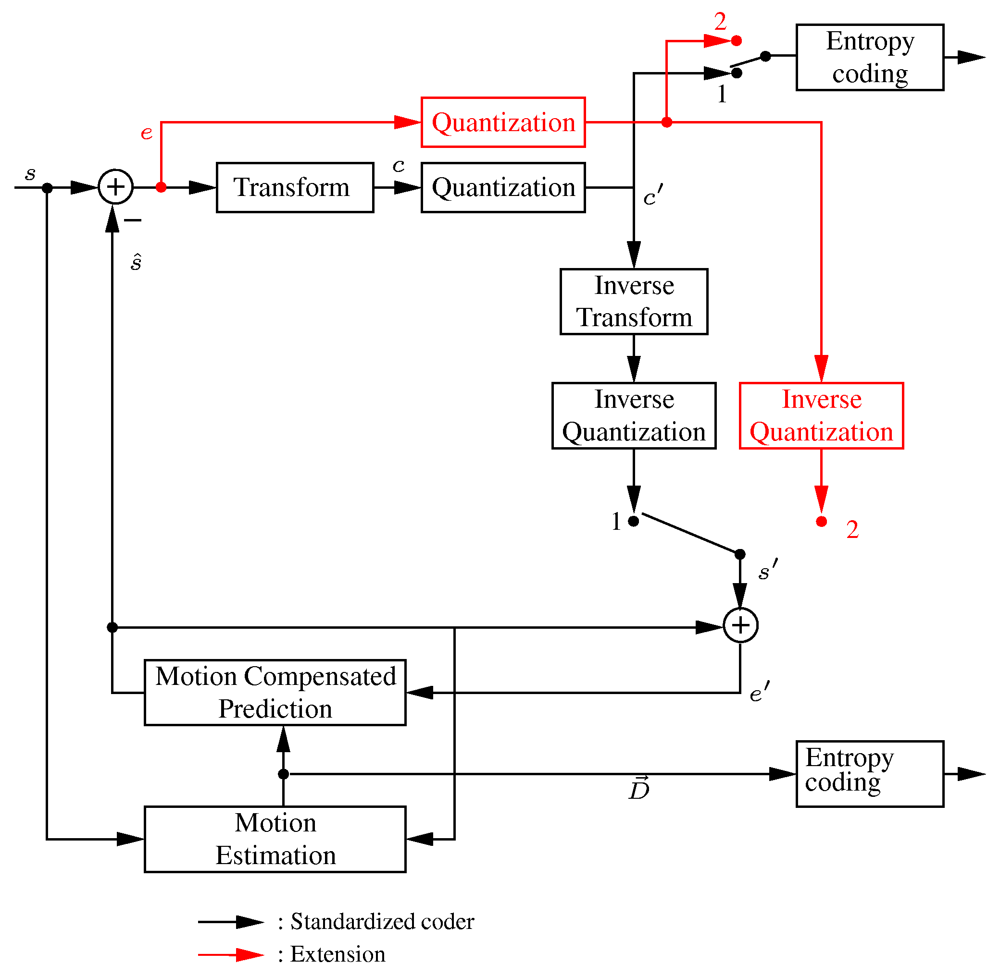 2
Entropy
coding
1
Quantization
e
s
+
Transform
c
Quantization
c′
−
ŝ
Inverse
Transform
Inverse
Quantization
Inverse
Quantization
1
2
s′
+
Motion Compensated
Prediction
e′
Entropy
coding
D⃗
Motion
Estimation
: Standardized coder
: Extension